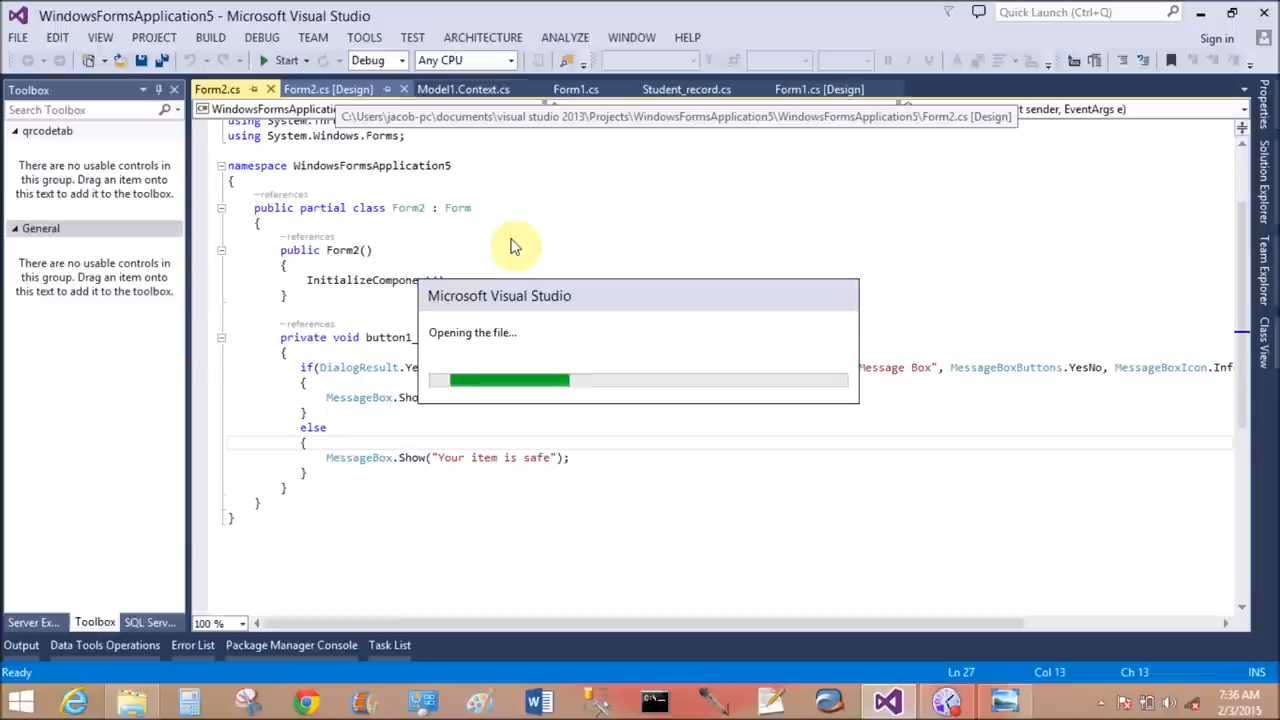 WindowsFormsApplication5 - Microsoft Visual Studio
Quick Launch (Ctrl+Q)
FILE EDIT VIEW PROJECT BUILD DEBUG TEAM TOOLS TEST ARCHITECTURE ANALYZE WINDOW HELP
Sign in
Start Debug Any CPU
Toolbox
Form2.cs Form2.cs [Design] Model1.Context.cs Form1.cs Student_record.cs Form1.cs [Design]
Search Toolbox
WindowsFormsApplicatio
t sender, EventArgs e)
C:\Users\jacob-pc\documents\visual studio 2013\Projects\WindowsFormsApplication5\WindowsFormsApplication5\Form2.cs [Design]
qrcodetab
There are no usable controls in
this group. Drag an item onto
this text to add it to the toolbox.
General
There are no usable controls in
this group. Drag an item onto
this text to add it to the toolbox.
using System.Windows.Forms;
namespace WindowsFormsApplication5
{
–references
public partial class Form2 : Form
{
–references
public Form2()
{
InitializeComponent();
}
–references
private void button1_
{
if(DialogResult.Ye
Message Box", MessageBoxButtons.YesNo, MessageBoxIcon.Inf
{
MessageBox.Sho
}
else
{
MessageBox.Show("Your item is safe");
}
}
}
}
Microsoft Visual Studio
Opening the file...
Properties
Solution Explorer
Team Explorer
Class View
Server Ex... Toolbox SQL Serv...
100 %
Output Data Tools Operations Error List Package Manager Console Task List
Ready
Ln 27 Col 13 Ch 13 INS
7:36 AM
2/3/2015